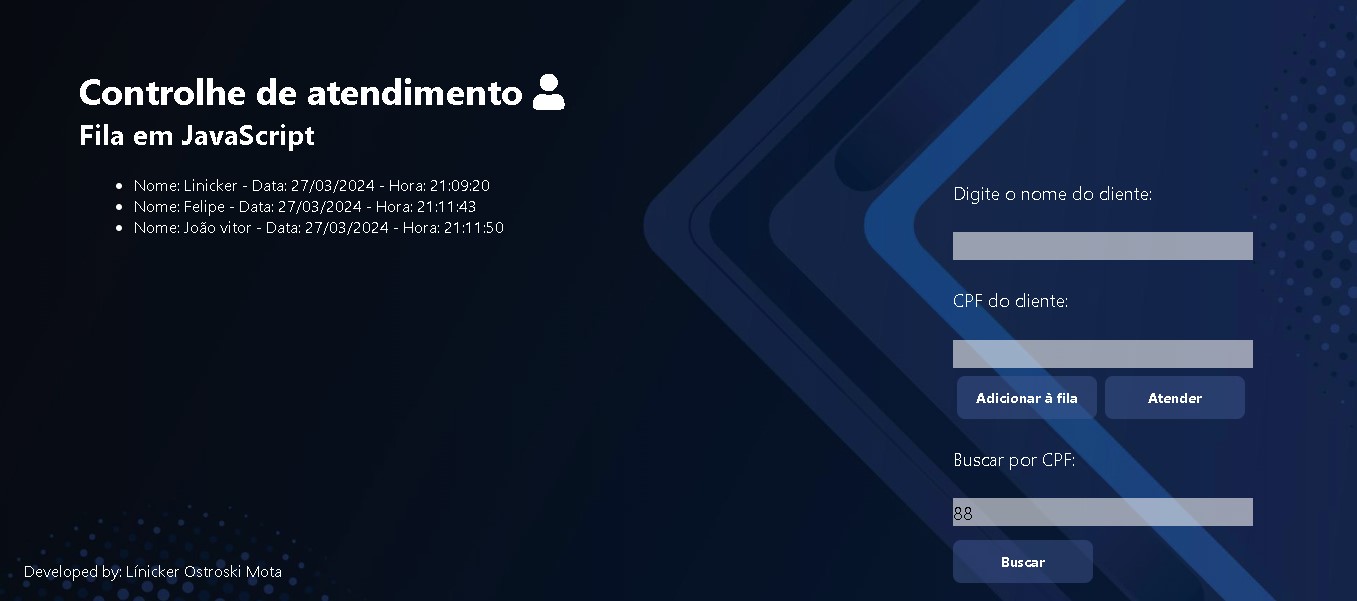 Controlhe de atendimento
Fila em JavaScript
Nome: Linicker - Data: 27/03/2024 - Hora: 21:09:20
Nome: Felipe - Data: 27/03/2024 - Hora: 21:11:43
Nome: João vitor - Data: 27/03/2024 - Hora: 21:11:50
Digite o nome do cliente:
CPF do cliente:
Adicionar à fila
Atender
Buscar por CPF:
88
Buscar
Developed by: Línicker Ostroski Mota